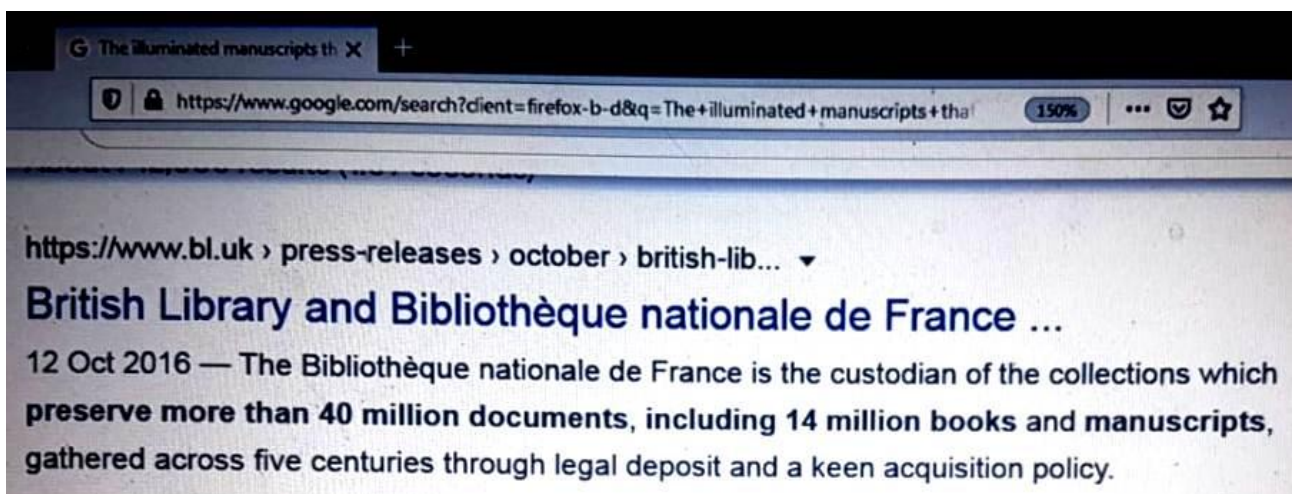 The illuminated manuscripts th
https://www.google.com/search?client=firefox-b-d&q=The+illuminated+manuscripts+that 150%
https://www.bl.uk › press-releases › october › british-lib...
British Library and Bibliothèque nationale de France ...
12 Oct 2016 — The Bibliothèque nationale de France is the custodian of the collections which
preserve more than 40 million documents, including 14 million books and manuscripts,
gathered across five centuries through legal deposit and a keen acquisition policy.